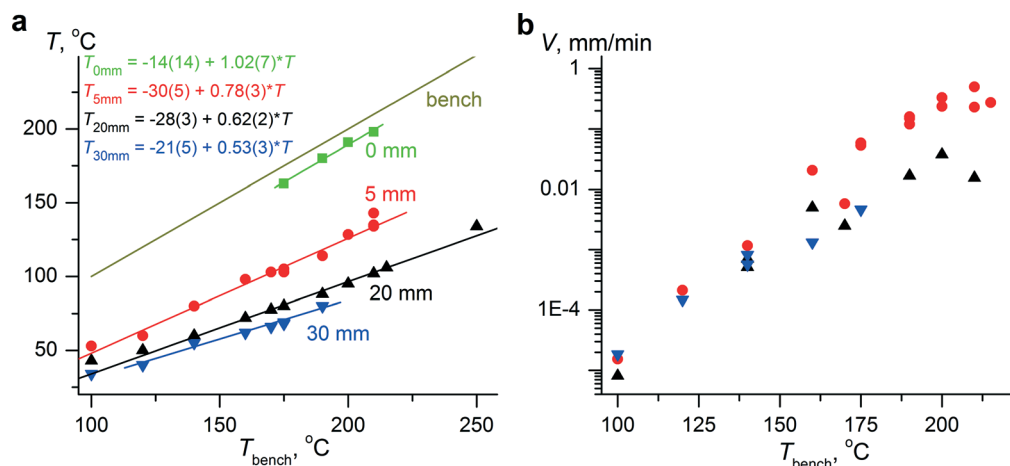 a
T, °C
T0mm = -14(14) + 1.02(7)*T
T5mm = -30(5) + 0.78(3)*T
T20mm = -28(3) + 0.62(2)*T
T30mm = -21(5) + 0.53(3)*T
bench
0 mm
5 mm
20 mm
30 mm
200
150
100
50
100 150 200 250
Tbench, °C
b
V, mm/min
1
0.01
1E-4
100 125 150 175 200
Tbench, °C